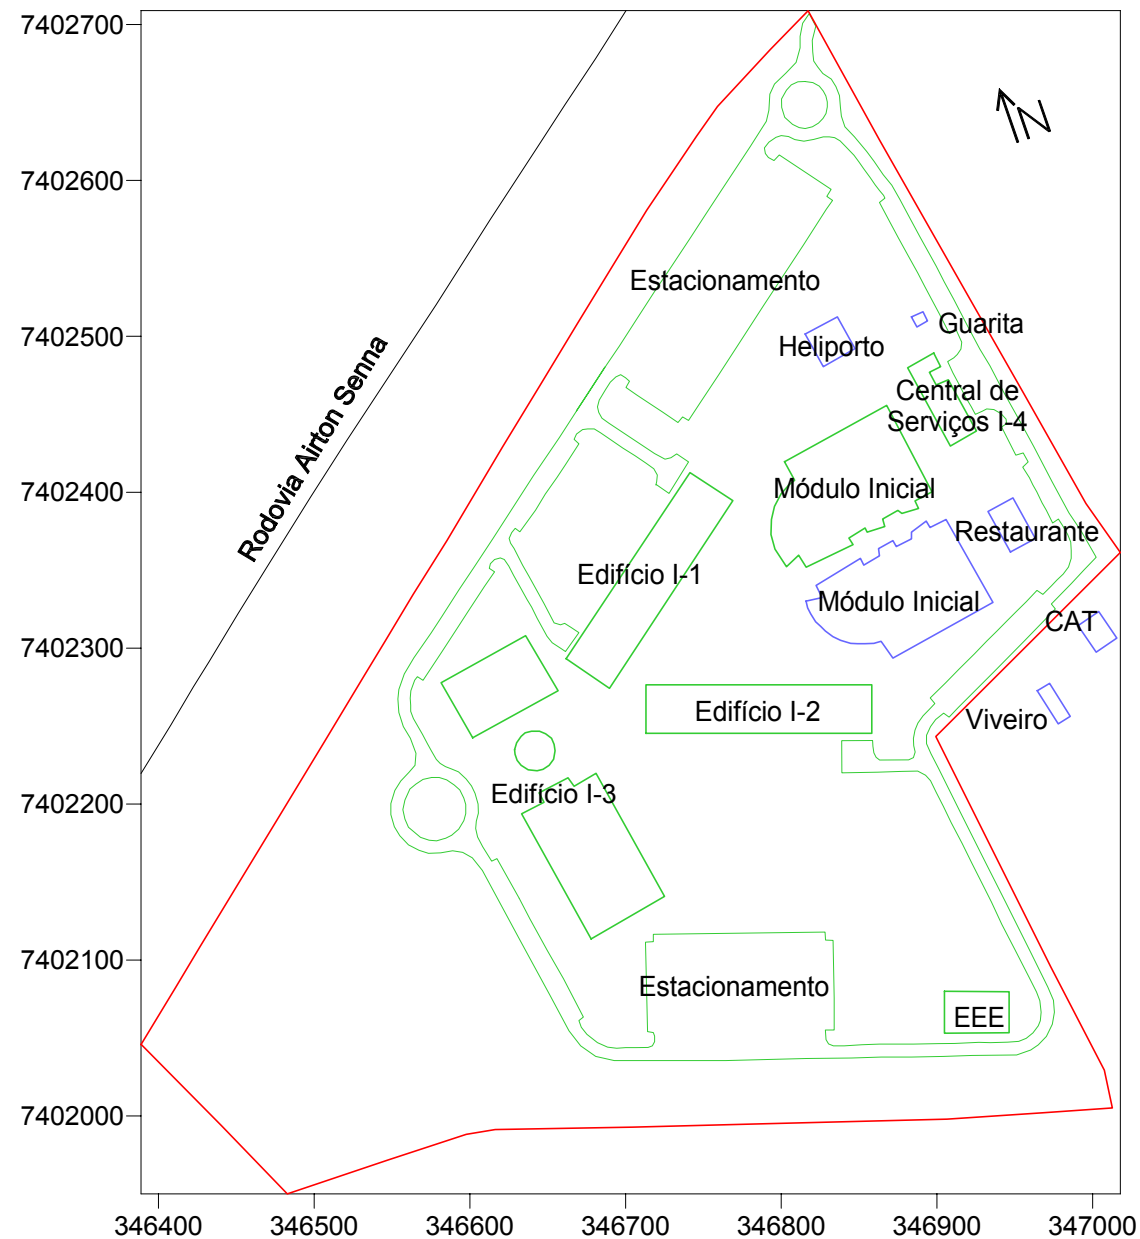 7402700
N
7402600
Estacionamento
7402500
Guarita
Heliporto
Rodovia Airton Senna
Central de
Serviços I-4
7402400
Módulo Inicial
Restaurante
Edifício I-1
Módulo Inicial
7402300
CAT
Edifício I-2
Viveiro
7402200
Edifício I-3
7402100
Estacionamento
EEE
7402000
346400 346500 346600 346700 346800 346900 347000